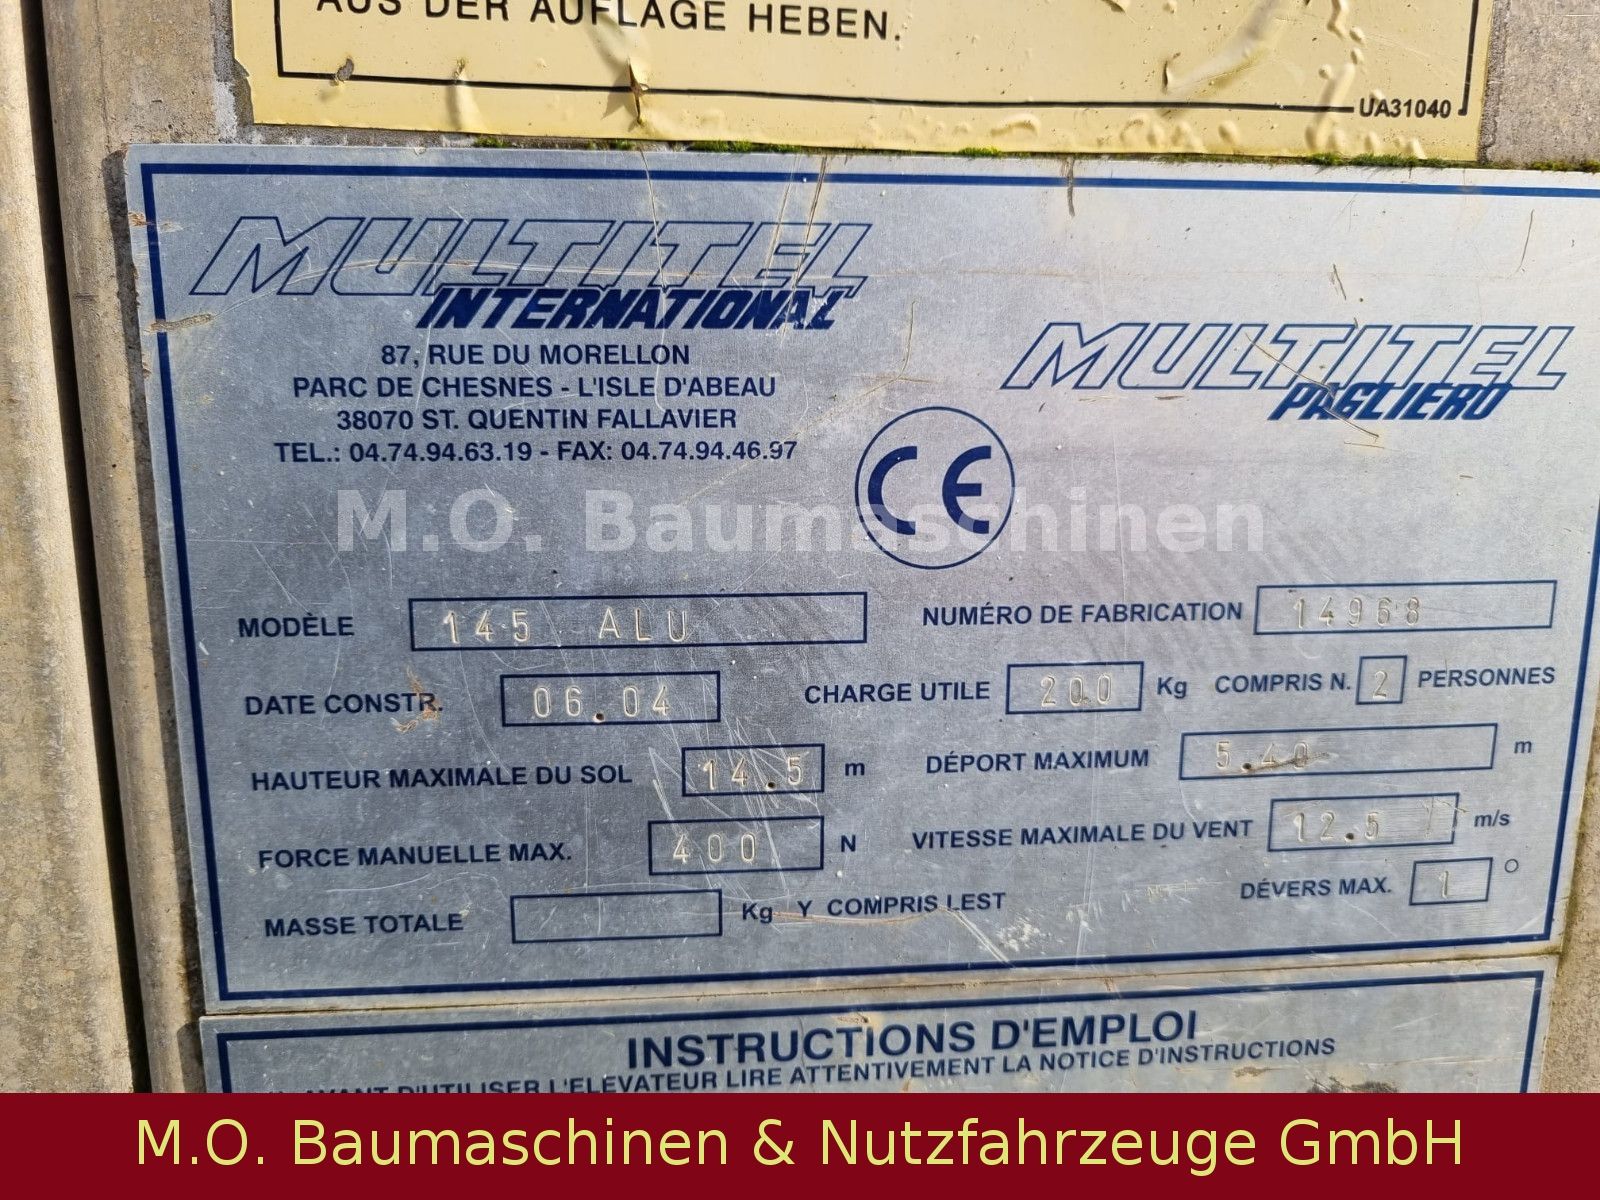 AUS DER AUFLAGE HEBEN.
UA31040
MULTITEL
INTERNATIONAL
87, RUE DU MORELLON
PARC DE CHESNES - L'ISLE D'ABEAU
38070 ST. QUENTIN FALLAVIER
TEL.: 04.74.94.63.19 - FAX: 04.74.94.46.97
MULTITEL
PAGLIERO
CE
M.O. Baumaschinen
MODÈLE 145 ALU NUMÉRO DE FABRICATION 14968
DATE CONSTR. 06.04 CHARGE UTILE 200 Kg COMPRIS N. 2 PERSONNES
HAUTEUR MAXIMALE DU SOL 14.5 m DÉPORT MAXIMUM 5.40 m
FORCE MANUELLE MAX. 400 N VITESSE MAXIMALE DU VENT 12.5 m/s
MASSE TOTALE Kg Y COMPRIS LEST DÉVERS MAX. 1 °
INSTRUCTIONS D'EMPLOI
AVANT D'UTILISER L'ELEVATEUR LIRE ATTENTIVEMENT LA NOTICE D'INSTRUCTIONS
M.O. Baumaschinen & Nutzfahrzeuge GmbH